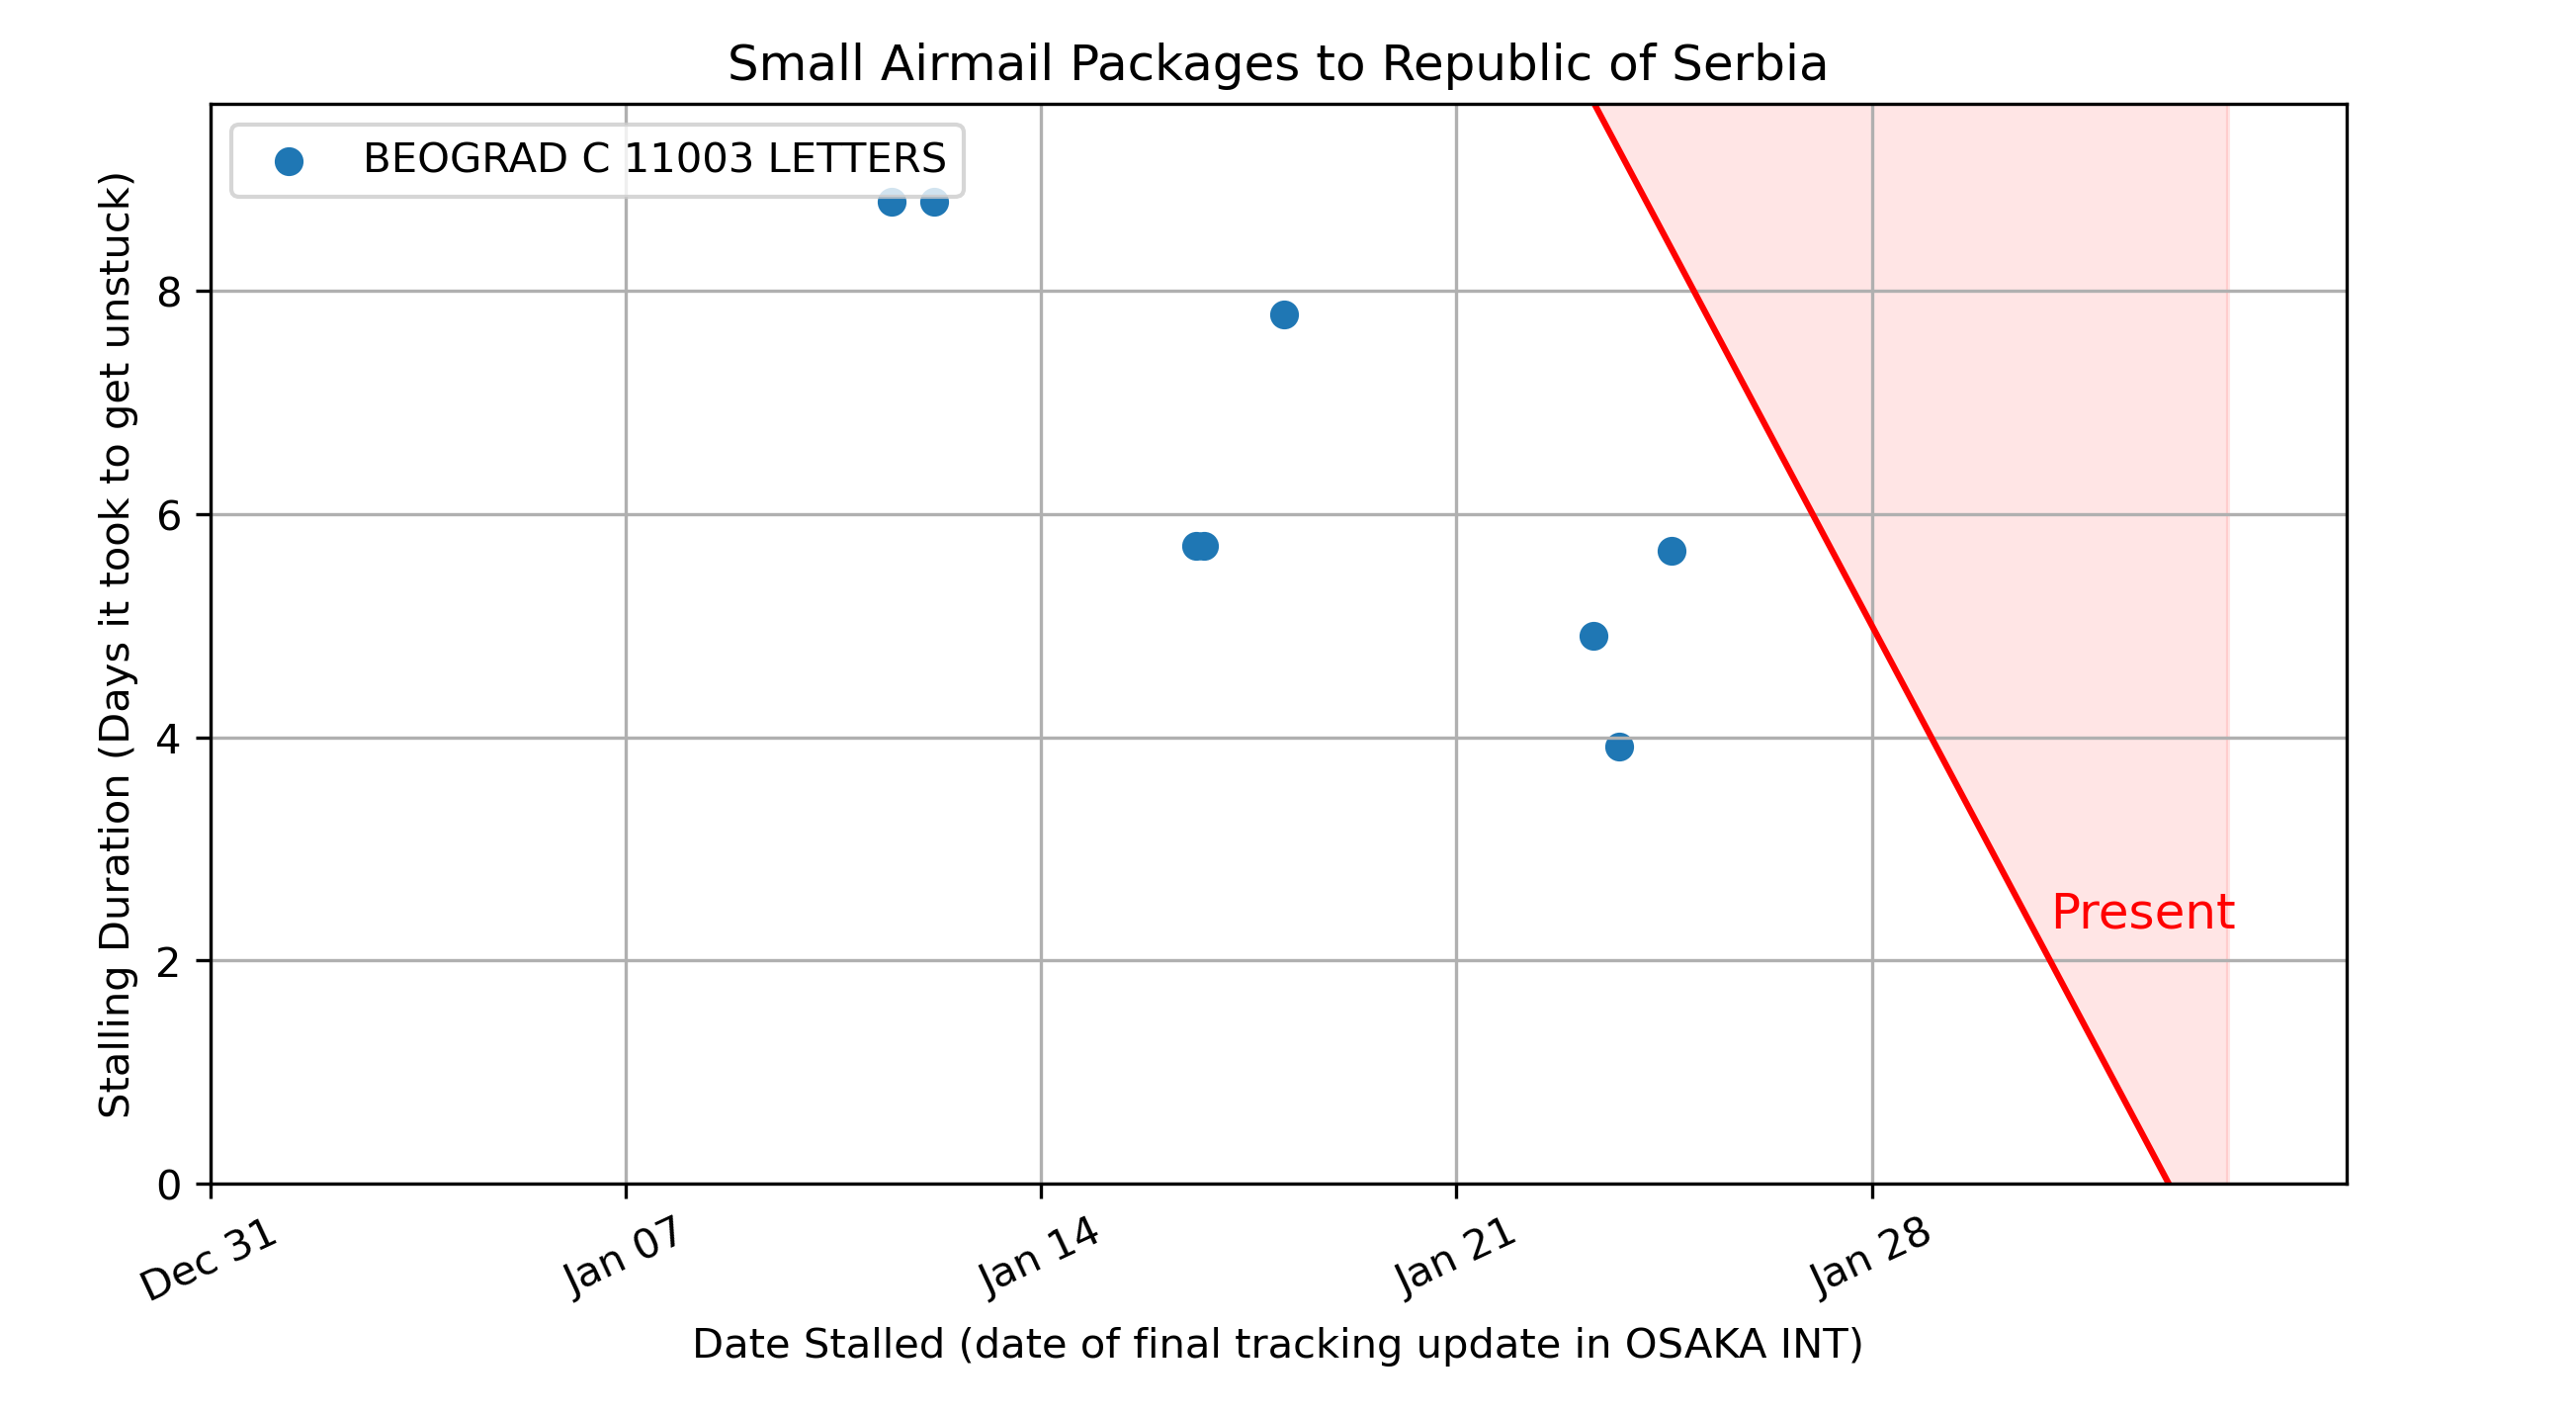 Small Airmail Packages to Republic of Serbia
BEOGRAD C 11003 LETTERS
Stalling Duration (Days it took to get unstuck)
8
6
4
2
0
Present
Dec 31
Jan 07
Jan 14
Jan 21
Jan 28
Date Stalled (date of final tracking update in OSAKA INT)